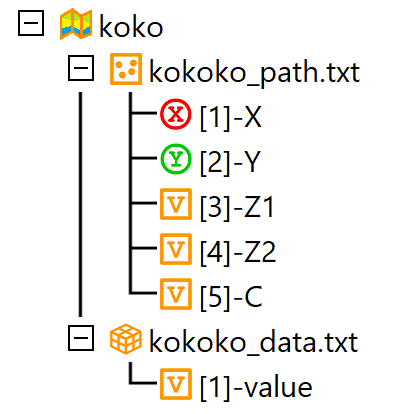 koko
kokoko_path.txt
X [1]-X
Y [2]-Y
V [3]-Z1
V [4]-Z2
V [5]-C
kokoko_data.txt
V [1]-value